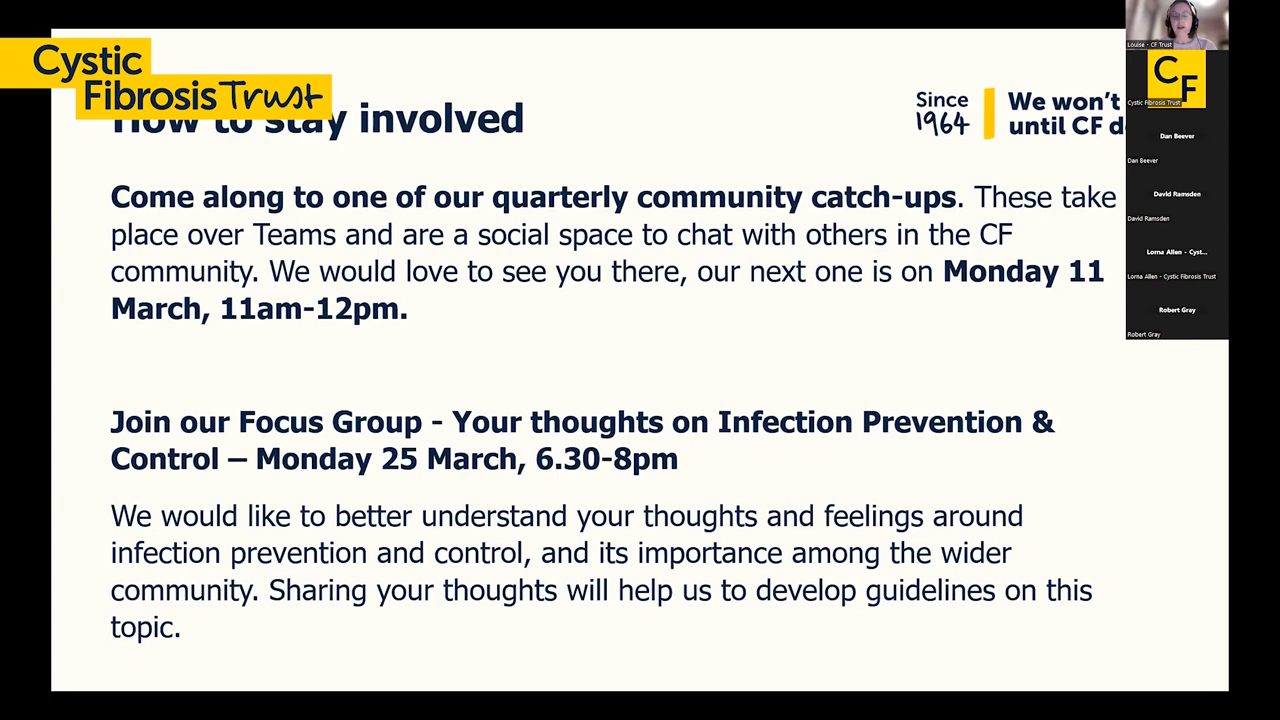 Cystic
Fibrosis Trust
How to stay involved
Since
1964
We won't
until CF d
Come along to one of our quarterly community catch-ups. These take
place over Teams and are a social space to chat with others in the CF
community. We would love to see you there, our next one is on Monday 11
March, 11am-12pm.
Join our Focus Group - Your thoughts on Infection Prevention &
Control – Monday 25 March, 6.30-8pm
We would like to better understand your thoughts and feelings around
infection prevention and control, and its importance among the wider
community. Sharing your thoughts will help us to develop guidelines on this
topic.
Louise - CF Trust
CF
Cystic Fibrosis Trust
Dan Beever
Dan Beever
David Ramsden
David Ramsden
Lorna Allen - Cyst...
Lorna Allen - Cystic Fibrosis Trust
Robert Gray
Robert Gray